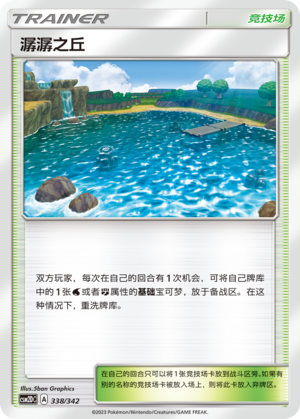 TRAINER 竞技场
潺潺之丘
双方玩家，每次在自己的回合有1次机会，可将自己牌库
中的1张或者属性的基础宝可梦，放于备战区。在这
种情况下，重洗牌库。
在自己的回合只可以将1张竞技场卡放到战斗区旁。如果有
别的名称的竞技场卡被放入场上，则将此卡放入弃牌区。
Illus.5ban Graphics
CSM2D C A 338/342
©2023 Pokémon/Nintendo/Creatures/GAME FREAK.